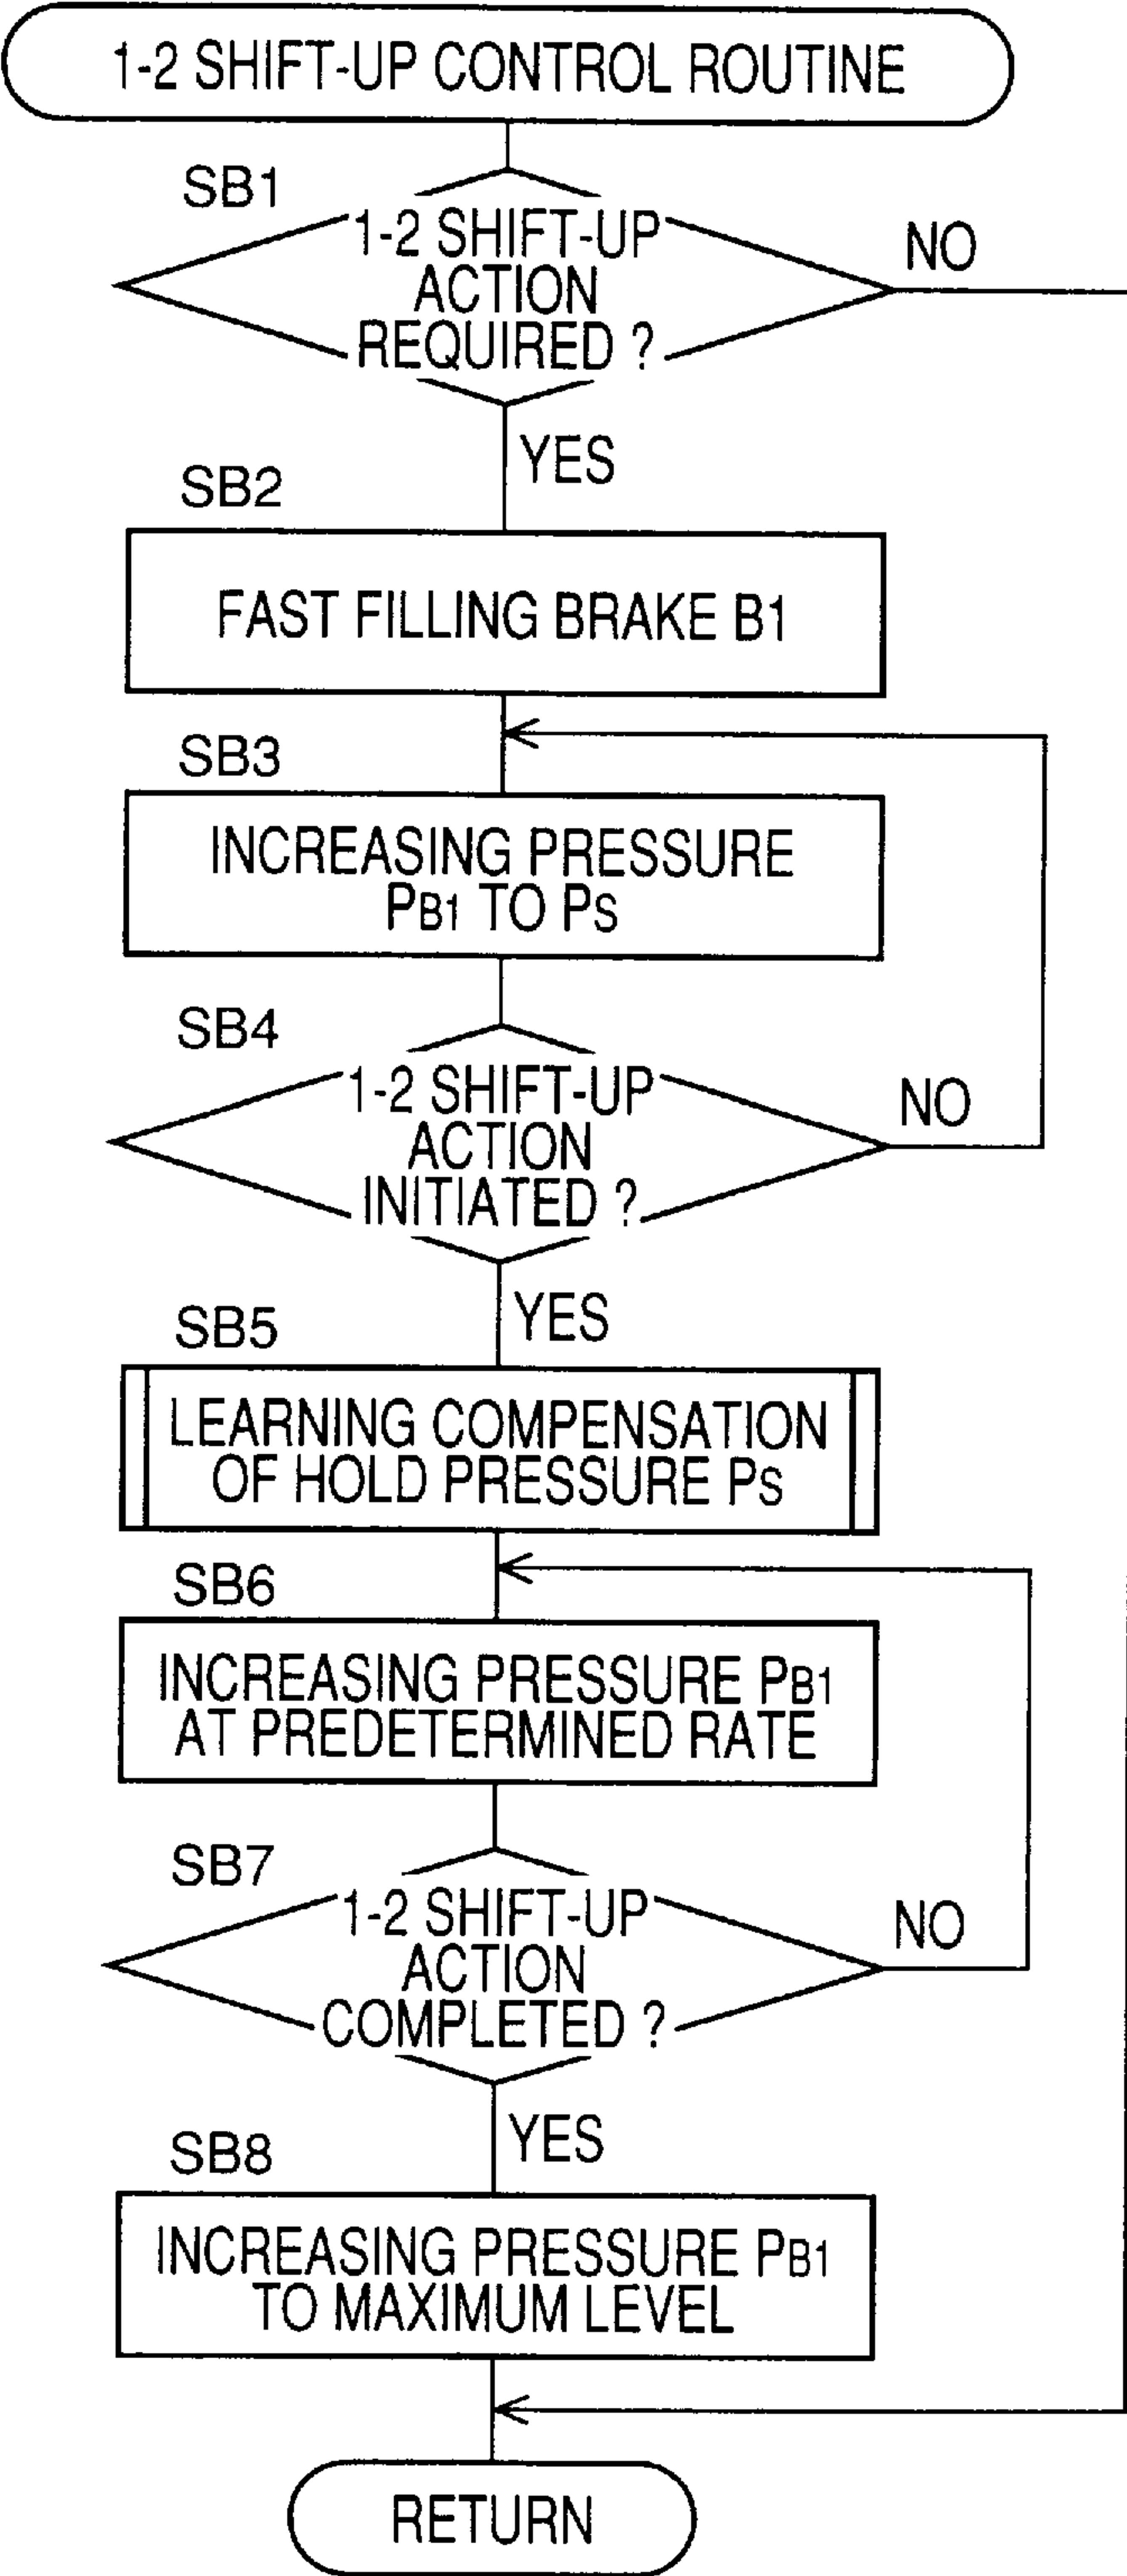 1-2 SHIFT-UP CONTROL ROUTINE
SB1
1-2 SHIFT-UP
ACTION
REQUIRED ?
NO
YES
SB2
FAST FILLING BRAKE B1
SB3
INCREASING PRESSURE
PB1 TO PS
SB4
1-2 SHIFT-UP
ACTION
INITIATED ?
NO
YES
SB5
LEARNING COMPENSATION
OF HOLD PRESSURE PS
SB6
INCREASING PRESSURE PB1
AT PREDETERMINED RATE
SB7
1-2 SHIFT-UP
ACTION
COMPLETED ?
NO
YES
SB8
INCREASING PRESSURE PB1
TO MAXIMUM LEVEL
RETURN